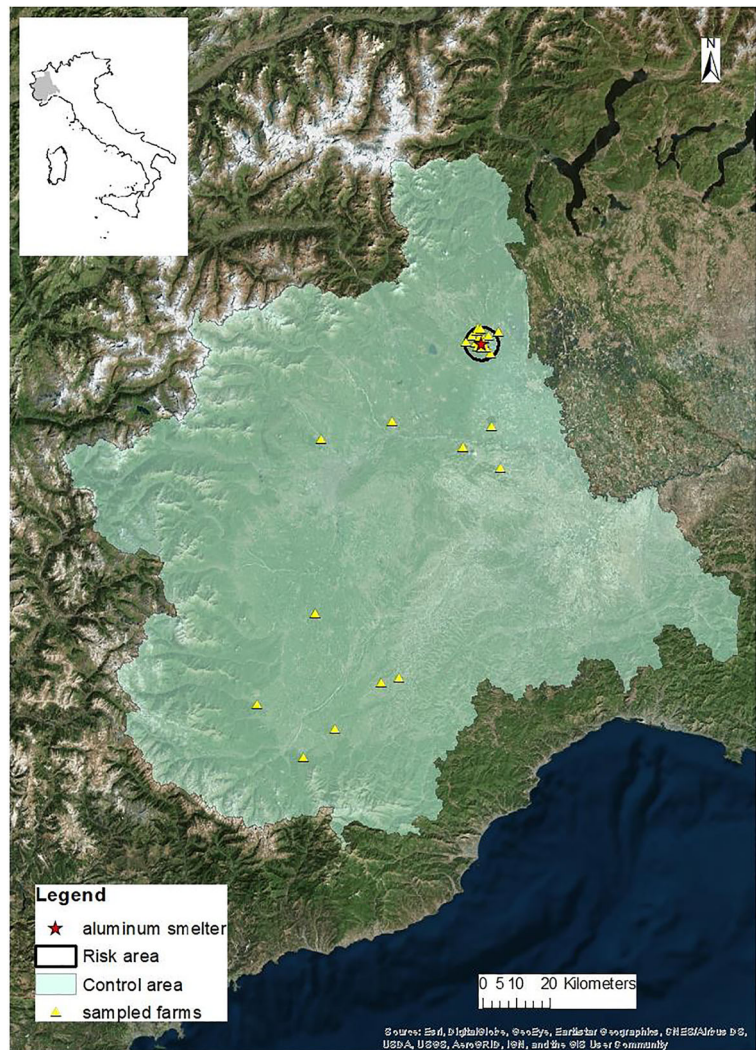 N
Legend
aluminum smelter
Risk area
Control area
sampled farms
0 5 10 20 Kilometers
Source: Esri, DigitalGlobe, GeoEye, Earthstar Geographics, CNES/Airbus DS,
USDA, USGS, AeroGRID, IGN, and the GIS User Community